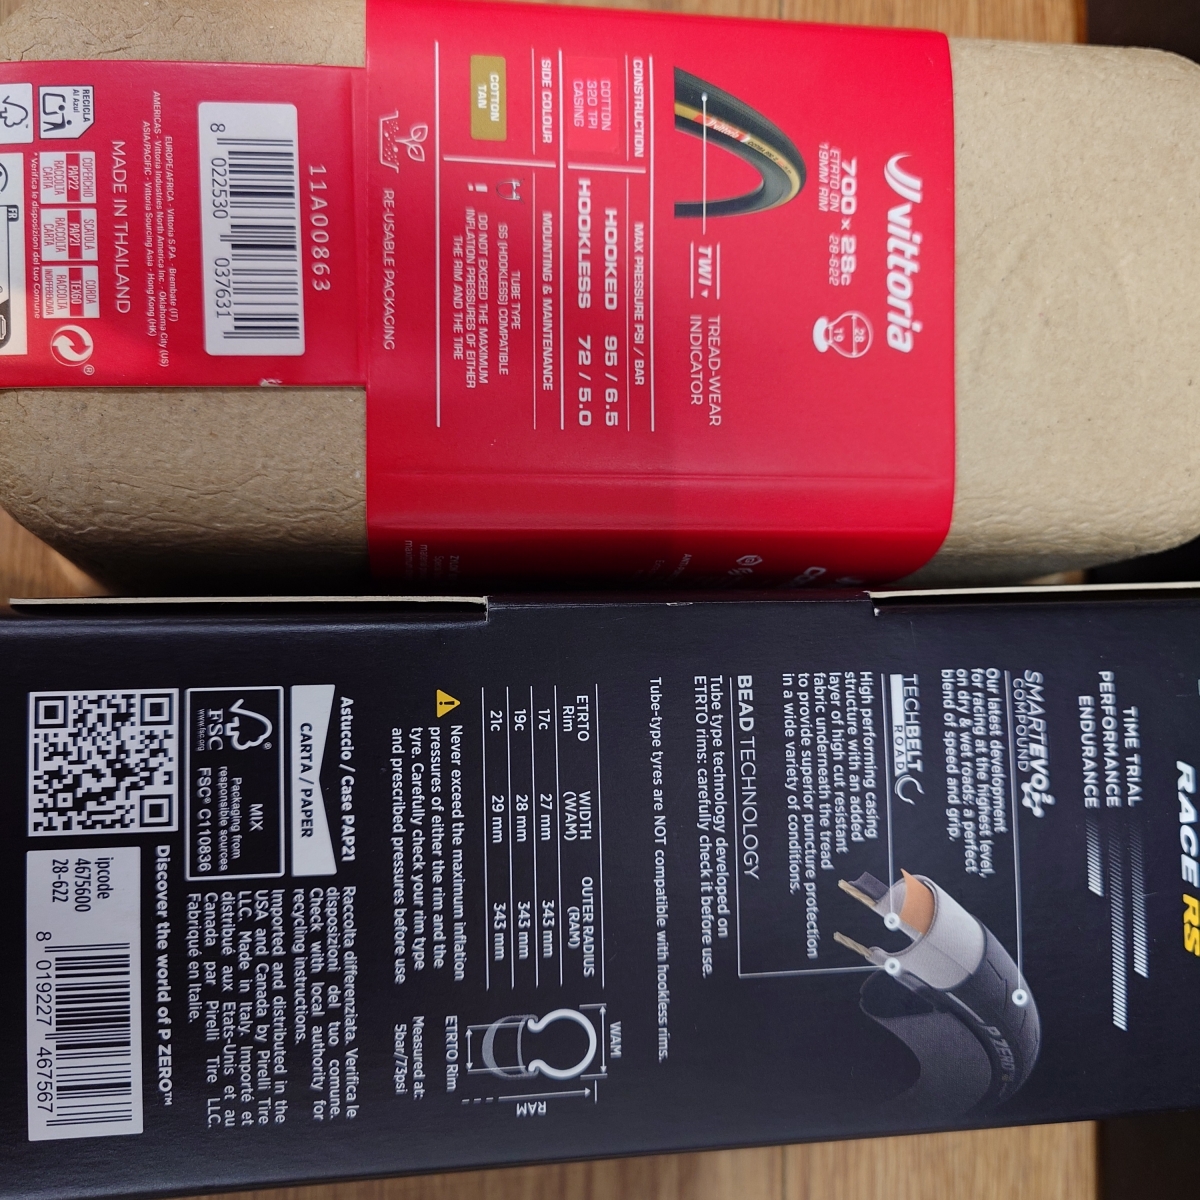 vittoria
700 x 28c
28-622
ETRTO ON
19MM RIM
28
19
TWI
TREAD-WEAR
INDICATOR
CONSTRUCTION
COTTON
320 TPI
CASING
SIDE COLOUR
COTTON
TAN
MAX PRESSURE PSI / BAR
HOOKED 95 / 6.5
HOOKLESS 72 / 5.0
MOUNTING & MAINTENANCE
TUBE TYPE
SS (HOOKLESS) COMPATIBLE
DO NOT EXCEED THE MAXIMUM
INFLATION PRESSURES OF EITHER
THE RIM AND THE TIRE
RE-USABLE PACKAGING
11A00863
8 022530 037631
EUROPE/AFRICA - Vittoria S.P.A. - Brembate (IT)
AMERICAS - Vittoria Industries North America Inc. - Oklahoma City (US)
ASIA/PACIFIC - Vittoria Sourcing Asia - Hong Kong (HK)
MADE IN THAILAND
RICICLA
Al Azul
COPERCHIO
PAP22
RACCOLTA
CARTA
SCATOLA
PAP21
RACCOLTA
CARTA
CORDA
TEX60
RACCOLTA
INDIFFERENZIATA
*Verifica le disposizioni del tuo Comune
FR
RACE RS
TIME TRIAL
PERFORMANCE
ENDURANCE
SMARTEVO2
COMPOUND
Our latest development
for racing at the highest level,
on dry & wet roads: a perfect
blend of speed and grip.
TECHBELT
ROAD
High performing casing
structure with an added
layer of high cut resistant
fabric underneath the tread
to provide superior puncture protection
in a wide variety of conditions.
BEAD TECHNOLOGY
Tube type technology developed on
ETRTO rims: carefully check it before use.
Tube-type tyres are NOT compatible with hookless rims.
P ZERO
ETRTO Rim
WIDTH (WAM)
OUTER RADIUS (RAM)
17c 27 mm 343 mm
19c 28 mm 343 mm
21c 29 mm 343 mm
WAM
RAM
ETRTO Rim
Measured at:
5bar/73psi
Never exceed the maximum inflation
pressures of either the rim and the
tyre. Carefully check your rim type
and prescribed pressures before use
Astuccio / Case PAP21
CARTA / PAPER
Raccolta differenziata. Verifica le
disposizioni del tuo comune.
Check with local authority for
recycling instructions.
Imported and distributed in the
USA and Canada by Pirelli Tire
LLC. Made in Italy. Importé et
distribué aux Etats-Unis et au
Canada par Pirelli Tire LLC.
Fabriqué en Italie.
FSC
www.fsc.org
MIX
Packaging from
responsible sources
FSC® C110836
Discover the world of P ZERO™
ipcode
4675600
28-622
8 019227 467567